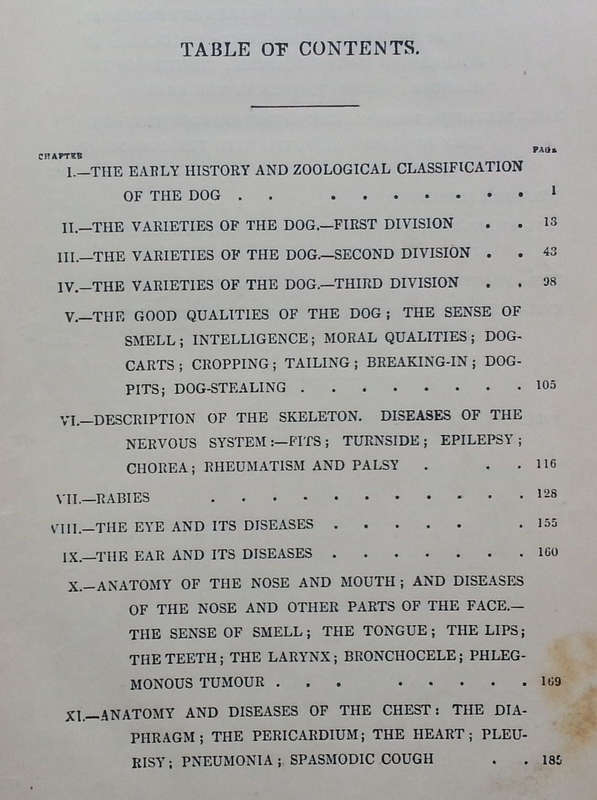 TABLE OF CONTENTS.
CHAPTER PAGE
I.—THE EARLY HISTORY AND ZOOLOGICAL CLASSIFICATION
OF THE DOG . . . . . . . . . 1
II.—THE VARIETIES OF THE DOG.—FIRST DIVISION . . 13
III.—THE VARIETIES OF THE DOG.—SECOND DIVISION . . 43
IV.—THE VARIETIES OF THE DOG.—THIRD DIVISION . . 98
V.—THE GOOD QUALITIES OF THE DOG; THE SENSE OF
SMELL; INTELLIGENCE; MORAL QUALITIES; DOG-
CARTS; CROPPING; TAILING; BREAKING-IN; DOG-
PITS; DOG-STEALING . . . . . . . . 105
VI.—DESCRIPTION OF THE SKELETON. DISEASES OF THE
NERVOUS SYSTEM:—FITS; TURNSIDE; EPILEPSY;
CHOREA; RHEUMATISM AND PALSY . . . 116
VII.—RABIES . . . . . . . . . . . 128
VIII.—THE EYE AND ITS DISEASES . . . . . . 155
IX.—THE EAR AND ITS DISEASES . . . . . . . 160
X.—ANATOMY OF THE NOSE AND MOUTH; AND DISEASES
OF THE NOSE AND OTHER PARTS OF THE FACE.—
THE SENSE OF SMELL; THE TONGUE; THE LIPS;
THE TEETH; THE LARYNX; BRONCHOCELE; PHLEG-
MONOUS TUMOUR . . . . . . . . 169
XI.—ANATOMY AND DISEASES OF THE CHEST: THE DIA-
PHRAGM; THE PERICARDIUM; THE HEART; PLEU-
RISY; PNEUMONIA; SPASMODIC COUGH . . 185